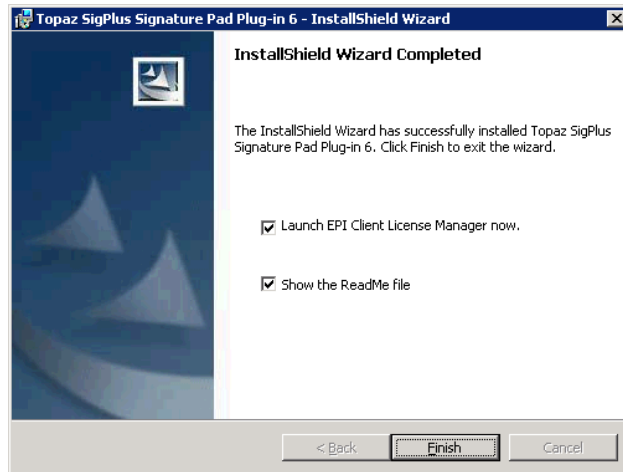 Topaz SigPlus Signature Pad Plug-in 6 - InstallShield Wizard
InstallShield Wizard Completed
The InstallShield Wizard has successfully installed Topaz SigPlus
Signature Pad Plug-in 6. Click Finish to exit the wizard.
Launch EPI Client License Manager now.
Show the ReadMe file
< Back
Finish
Cancel